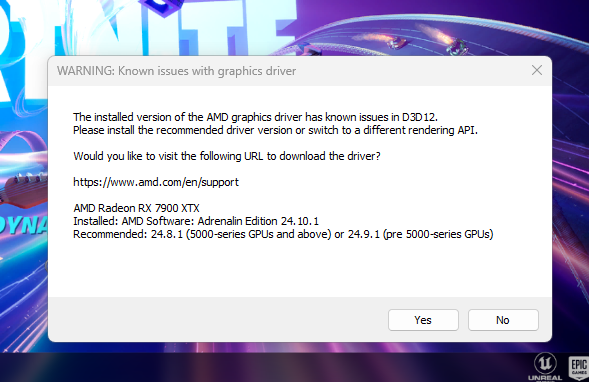 NITE
WARNING: Known issues with graphics driver
The installed version of the AMD graphics driver has known issues in D3D12.
Please install the recommended driver version or switch to a different rendering API.
Would you like to visit the following URL to download the driver?
https://www.amd.com/en/support
AMD Radeon RX 7900 XTX
Installed: AMD Software: Adrenalin Edition 24.10.1
Recommended: 24.8.1 (5000-series GPUs and above) or 24.9.1 (pre 5000-series GPUs)
DYNA
Yes
No
UNREAL
EPIC
GAMES